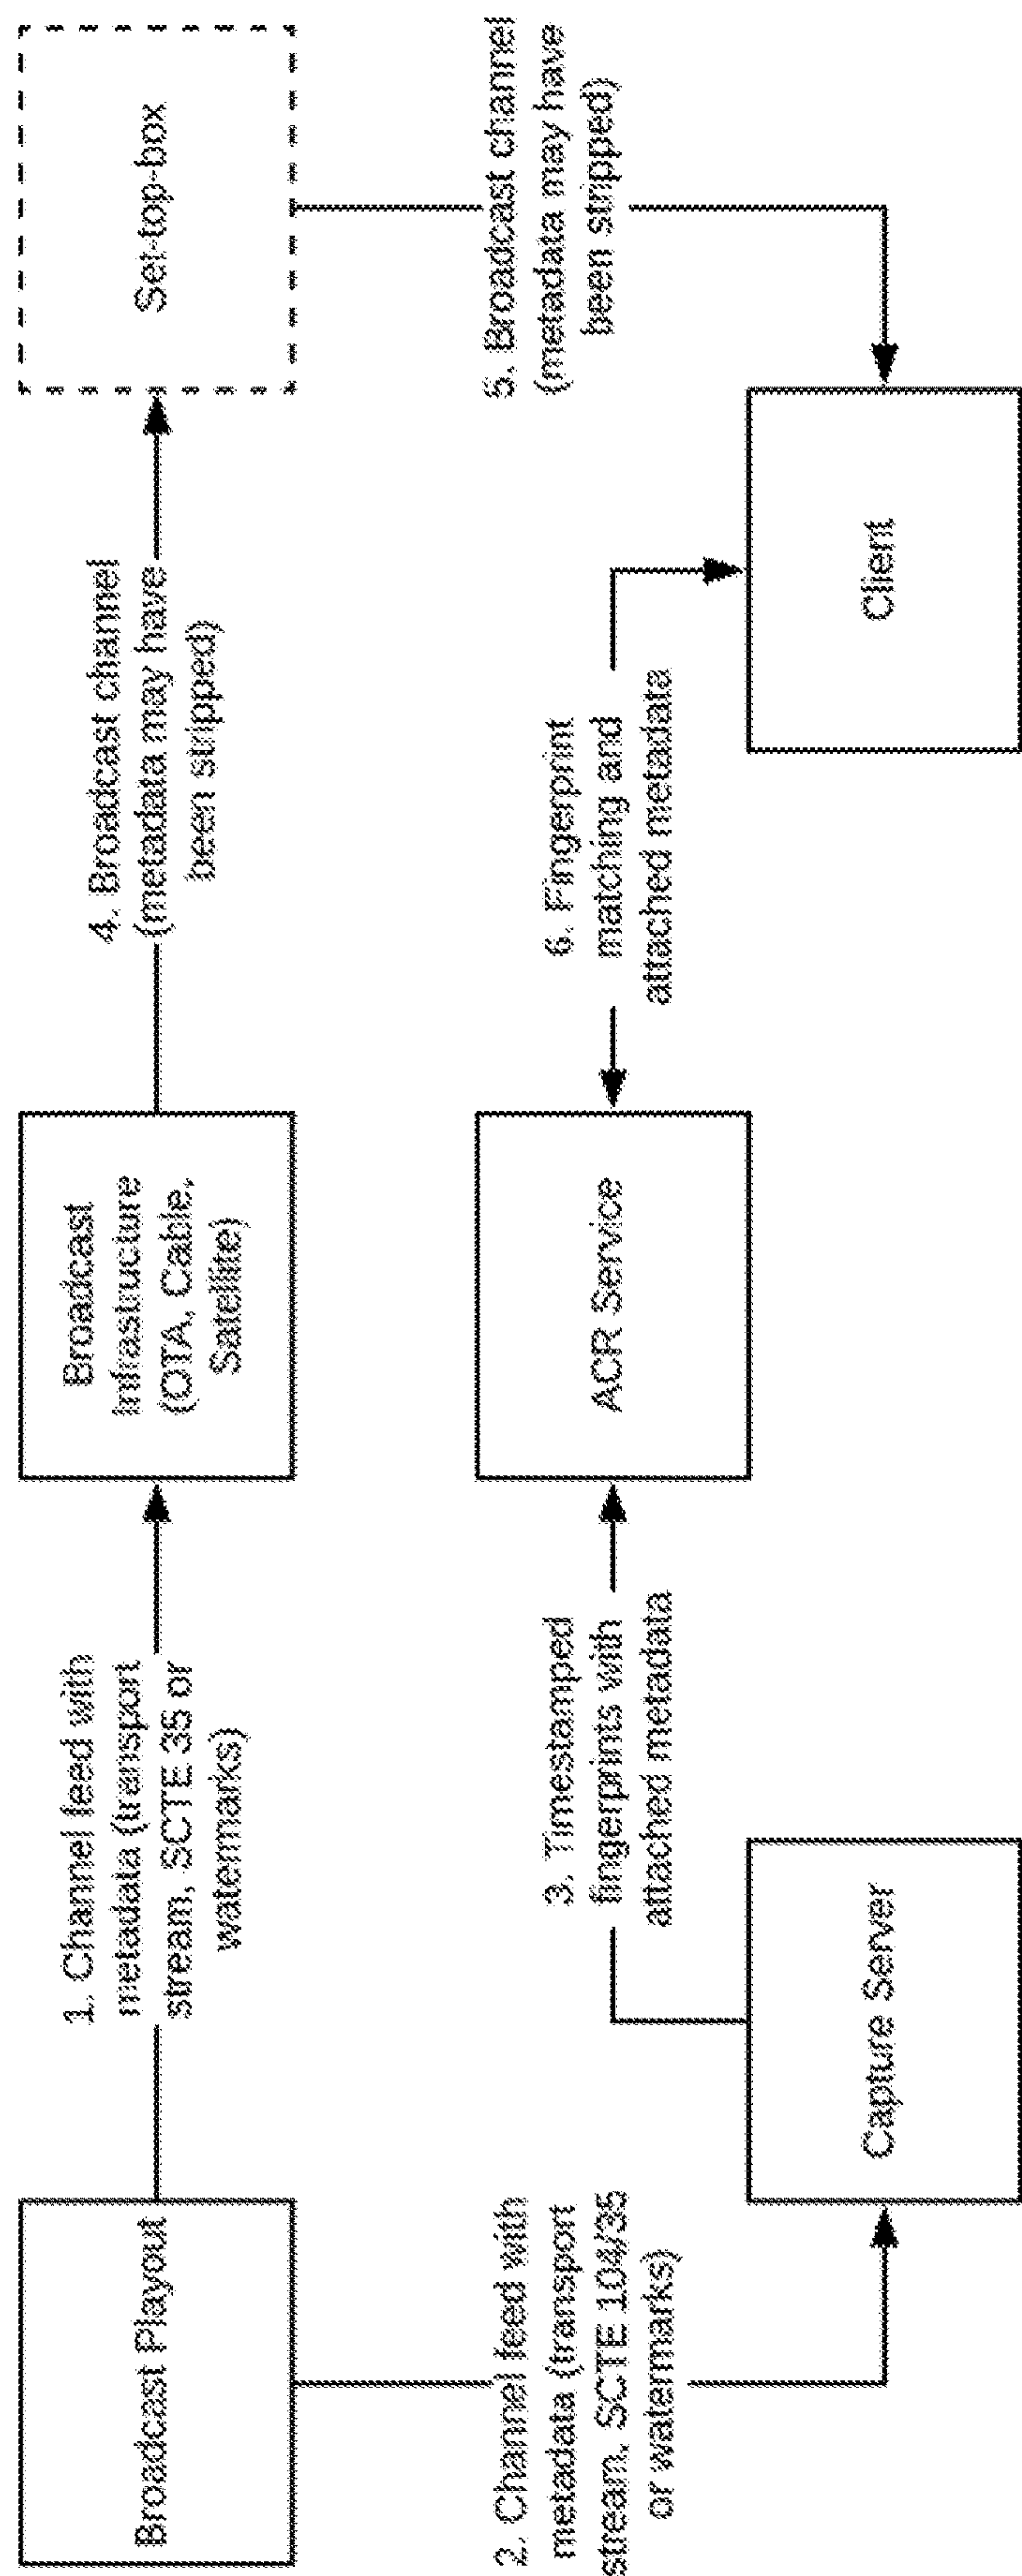 Broadcast Playout
1. Channel feed with
metadata (transport
stream, SCTE 35 or
watermarks)
Broadcast
Infrastructure
(OTA, Cable,
Satellite)
4. Broadcast channel
(metadata may have
been stripped)
Set-top-box
2. Channel feed with
metadata (transport
stream, SCTE 104/35
or watermarks)
Capture Server
3. Timestamped
fingerprints with
attached metadata
ACR Service
6. Fingerprint
matching and
attached metadata
5. Broadcast channel
(metadata may have
been stripped)
Client